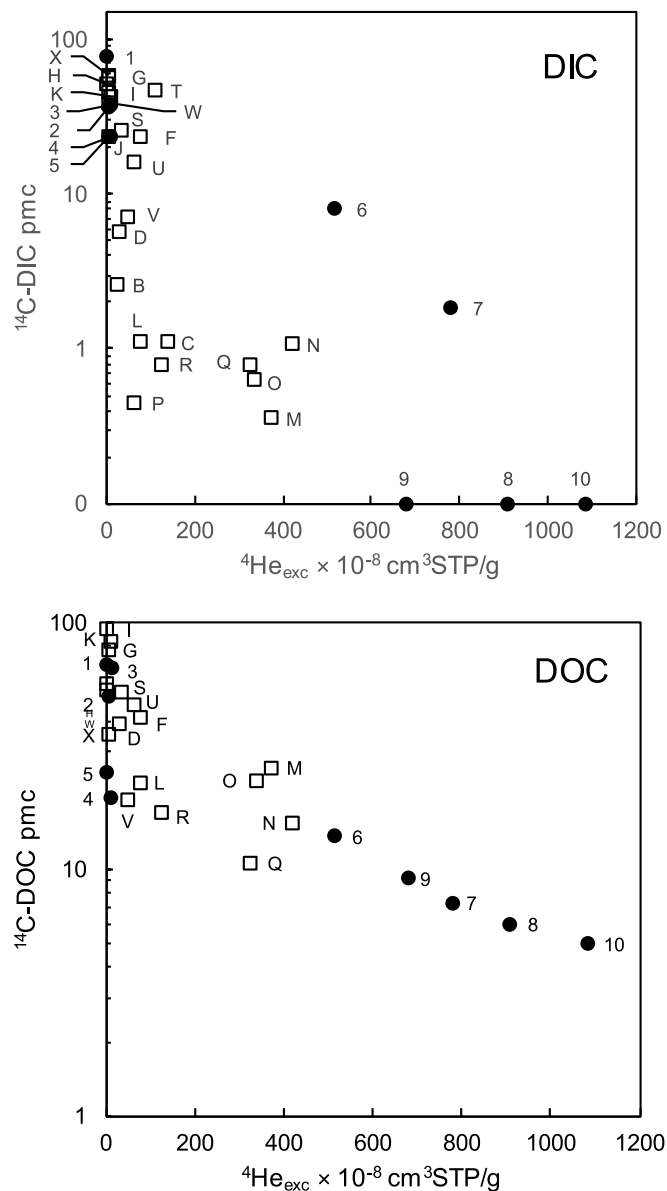 100
X
1
DIC
H
G
T
K
I
W
3
S
2
F
4
J
5
U
10
V
6
D
¹⁴C-DIC pmc
B
7
L
N
1
C
Q
R
O
P
M
9
8
10
0
0
200
400
600
800
1000
1200
⁴Heₑₓc × 10⁻⁸ cm³STP/g
100
I
K
G
1
3
DOC
S
2
U
H
W
F
X
D
M
5
O
L
4
V
R
N
6
10
Q
9
7
8
10
¹⁴C-DOC pmc
1
0
200
400
600
800
1000
1200
⁴Heₑₓc × 10⁻⁸ cm³STP/g